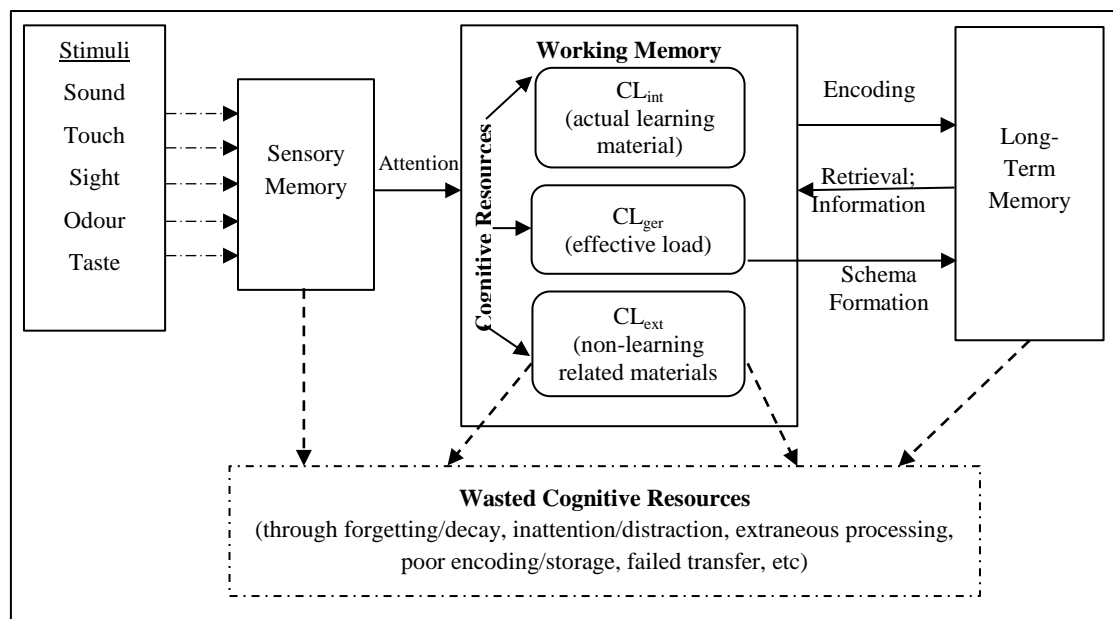 Stimuli
Sound
Touch
Sight
Odour
Taste
Sensory
Memory
Attention
Working Memory
Cognitive Resources
CLint
(actual learning
material)
CLger
(effective load)
CLext
(non-learning
related materials
Encoding
Retrieval;
Information
Schema
Formation
Long-
Term
Memory
Wasted Cognitive Resources
(through forgetting/decay, inattention/distraction, extraneous processing,
poor encoding/storage, failed transfer, etc)